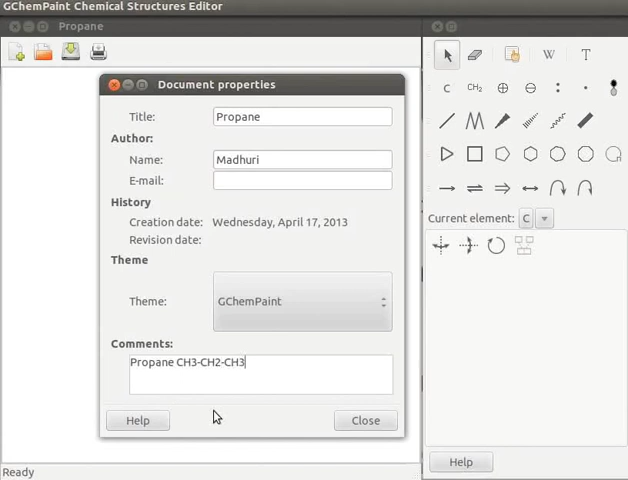 GChemPaint Chemical Structures Editor
Propane
Document properties
Title: Propane
Author:
Name: Madhuri
E-mail:
History
Creation date: Wednesday, April 17, 2013
Revision date:
Theme
Theme: GChemPaint
Comments:
Propane CH3-CH2-CH3
Help Close
Ready
W T
C CH2
Current element: C
Help